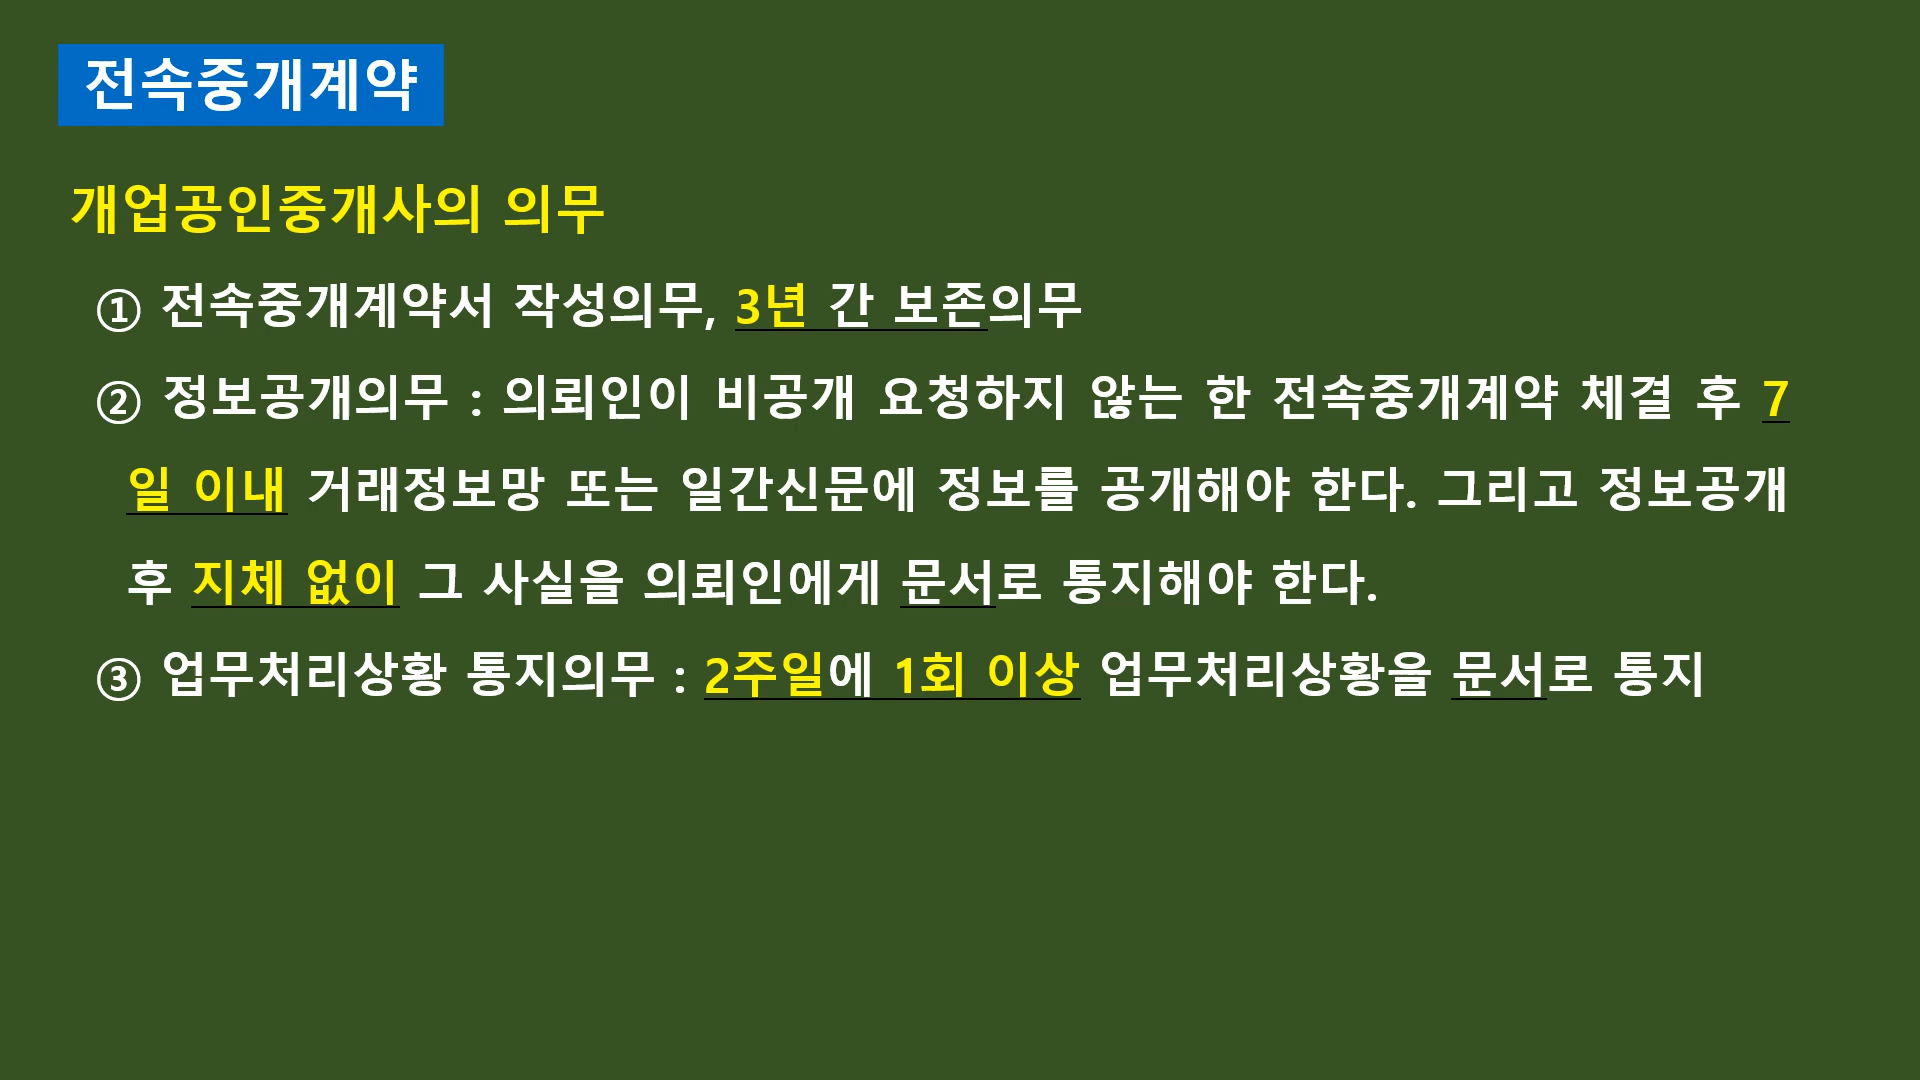 전속중개계약
개업공인중개사의 의무
① 전속중개계약서 작성의무, 3년 간 보존의무
② 정보공개의무 : 의뢰인이 비공개 요청하지 않는 한 전속중개계약 체결 후 7
일 이내 거래정보망 또는 일간신문에 정보를 공개해야 한다. 그리고 정보공개
후 지체 없이 그 사실을 의뢰인에게 문서로 통지해야 한다.
③ 업무처리상황 통지의무 : 2주일에 1회 이상 업무처리상황을 문서로 통지